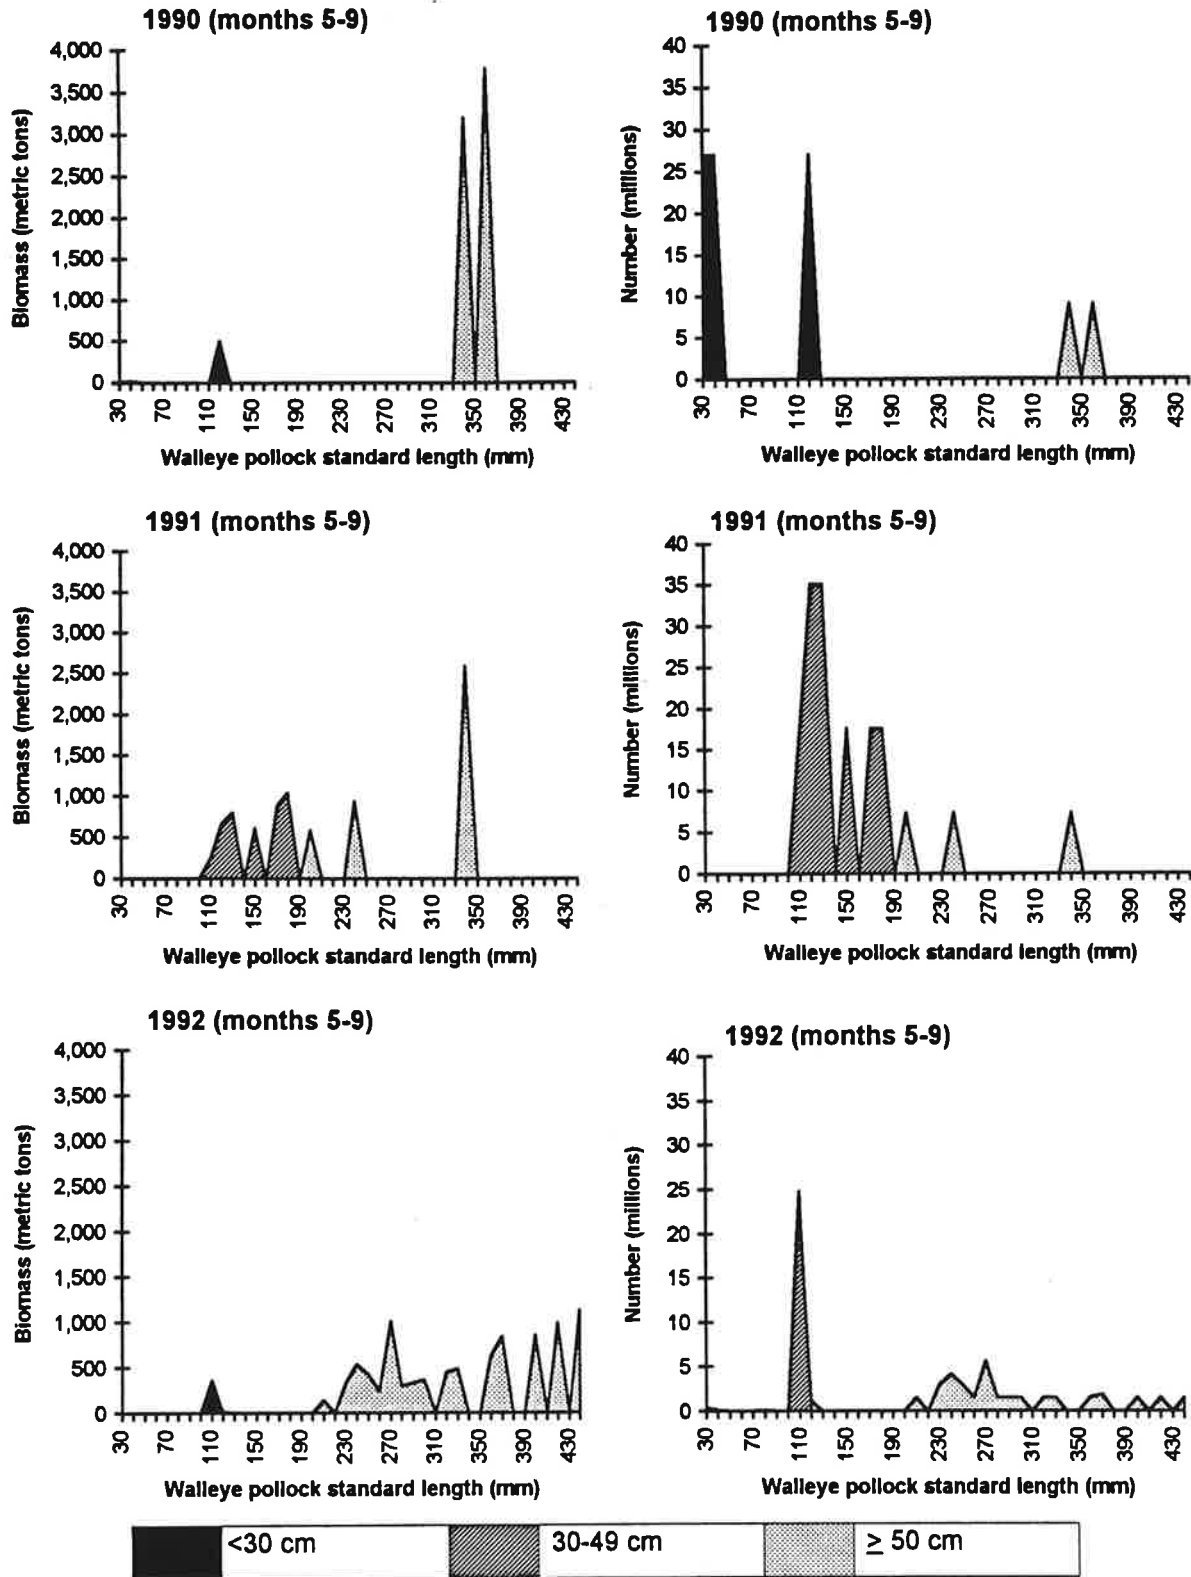 1990 (months 5-9)
4,000
3,500
3,000
2,500
2,000
1,500
1,000
500
0
Biomass (metric tons)
30 70 110 150 190 230 270 310 350 390 430
Walleye pollock standard length (mm)
1990 (months 5-9)
40
35
30
25
20
15
10
5
0
Number (millions)
30 70 110 150 190 230 270 310 350 390 430
Walleye pollock standard length (mm)
1991 (months 5-9)
4,000
3,500
3,000
2,500
2,000
1,500
1,000
500
0
Biomass (metric tons)
30 70 110 150 190 230 270 310 350 390 430
Walleye pollock standard length (mm)
1991 (months 5-9)
40
35
30
25
20
15
10
5
0
Number (millions)
30 70 110 150 190 230 270 310 350 390 430
Walleye pollock standard length (mm)
1992 (months 5-9)
4,000
3,500
3,000
2,500
2,000
1,500
1,000
500
0
Biomass (metric tons)
30 70 110 150 190 230 270 310 350 390 430
Walleye pollock standard length (mm)
1992 (months 5-9)
40
35
30
25
20
15
10
5
0
Number (millions)
30 70 110 150 190 230 270 310 350 390 430
Walleye pollock standard length (mm)
<30 cm 30-49 cm ≥ 50 cm